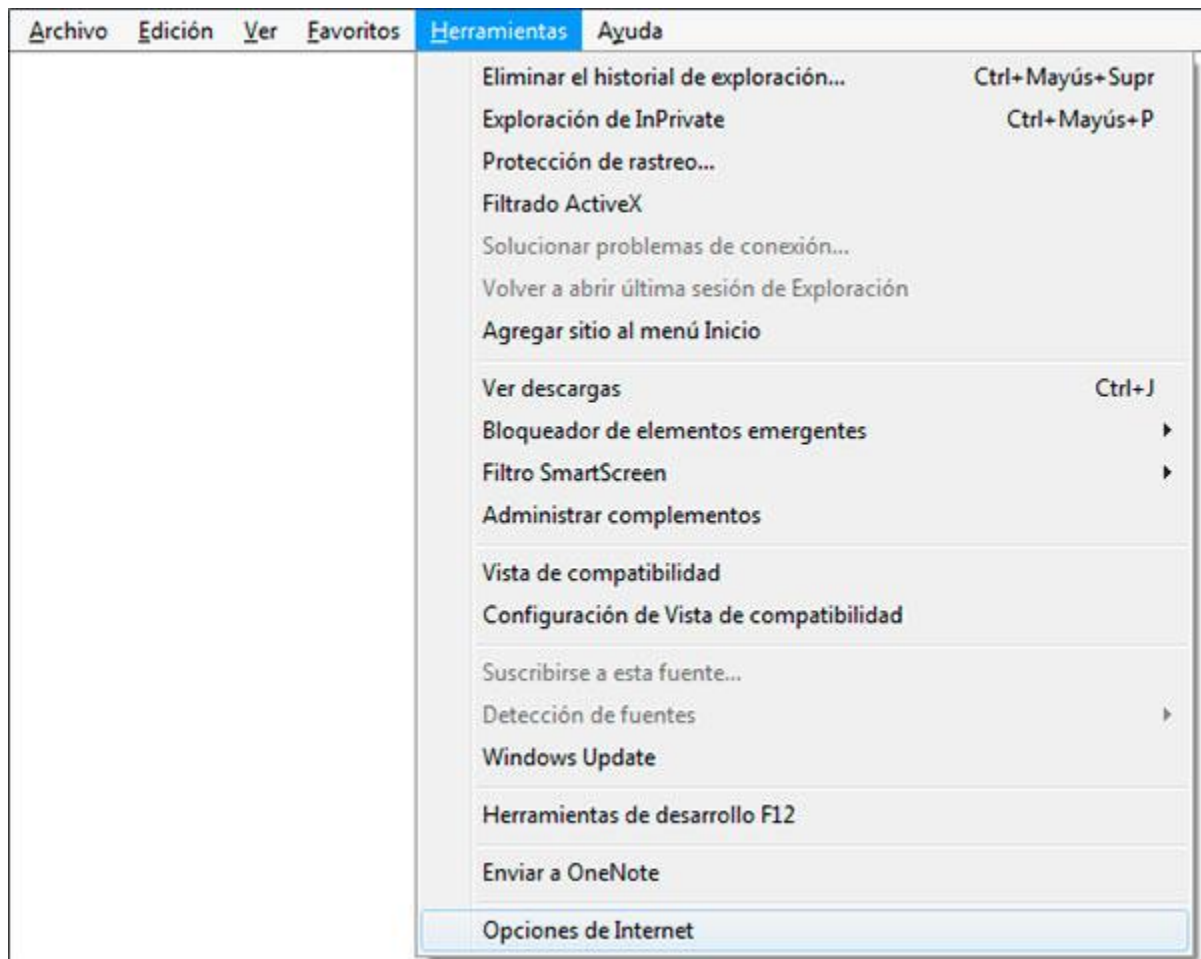 Archivo Edición Ver Favoritos Herramientas Ayuda
Eliminar el historial de exploración... Ctrl+Mayús+Supr
Exploración de InPrivate Ctrl+Mayús+P
Protección de rastreo...
Filtrado ActiveX
Solucionar problemas de conexión...
Volver a abrir última sesión de Exploración
Agregar sitio al menú Inicio
Ver descargas Ctrl+J
Bloqueador de elementos emergentes
Filtro SmartScreen
Administrar complementos
Vista de compatibilidad
Configuración de Vista de compatibilidad
Suscribirse a esta fuente...
Detección de fuentes
Windows Update
Herramientas de desarrollo F12
Enviar a OneNote
Opciones de Internet